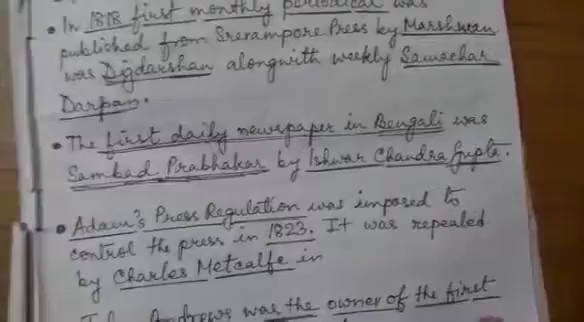 • In 1818 first monthly periodical was
published from Srerampore Press by Marshman
was Digdarshan alongwith weekly Samachar
Darpan.
• The first daily newspaper in Bengali was
Sambad Prabhakar by Ishwar Chandra Gupta.
• Adam's Press Regulation was imposed to
control the press in 1823. It was repealed
by Charles Metcalfe in
Andrews was the owner of the first